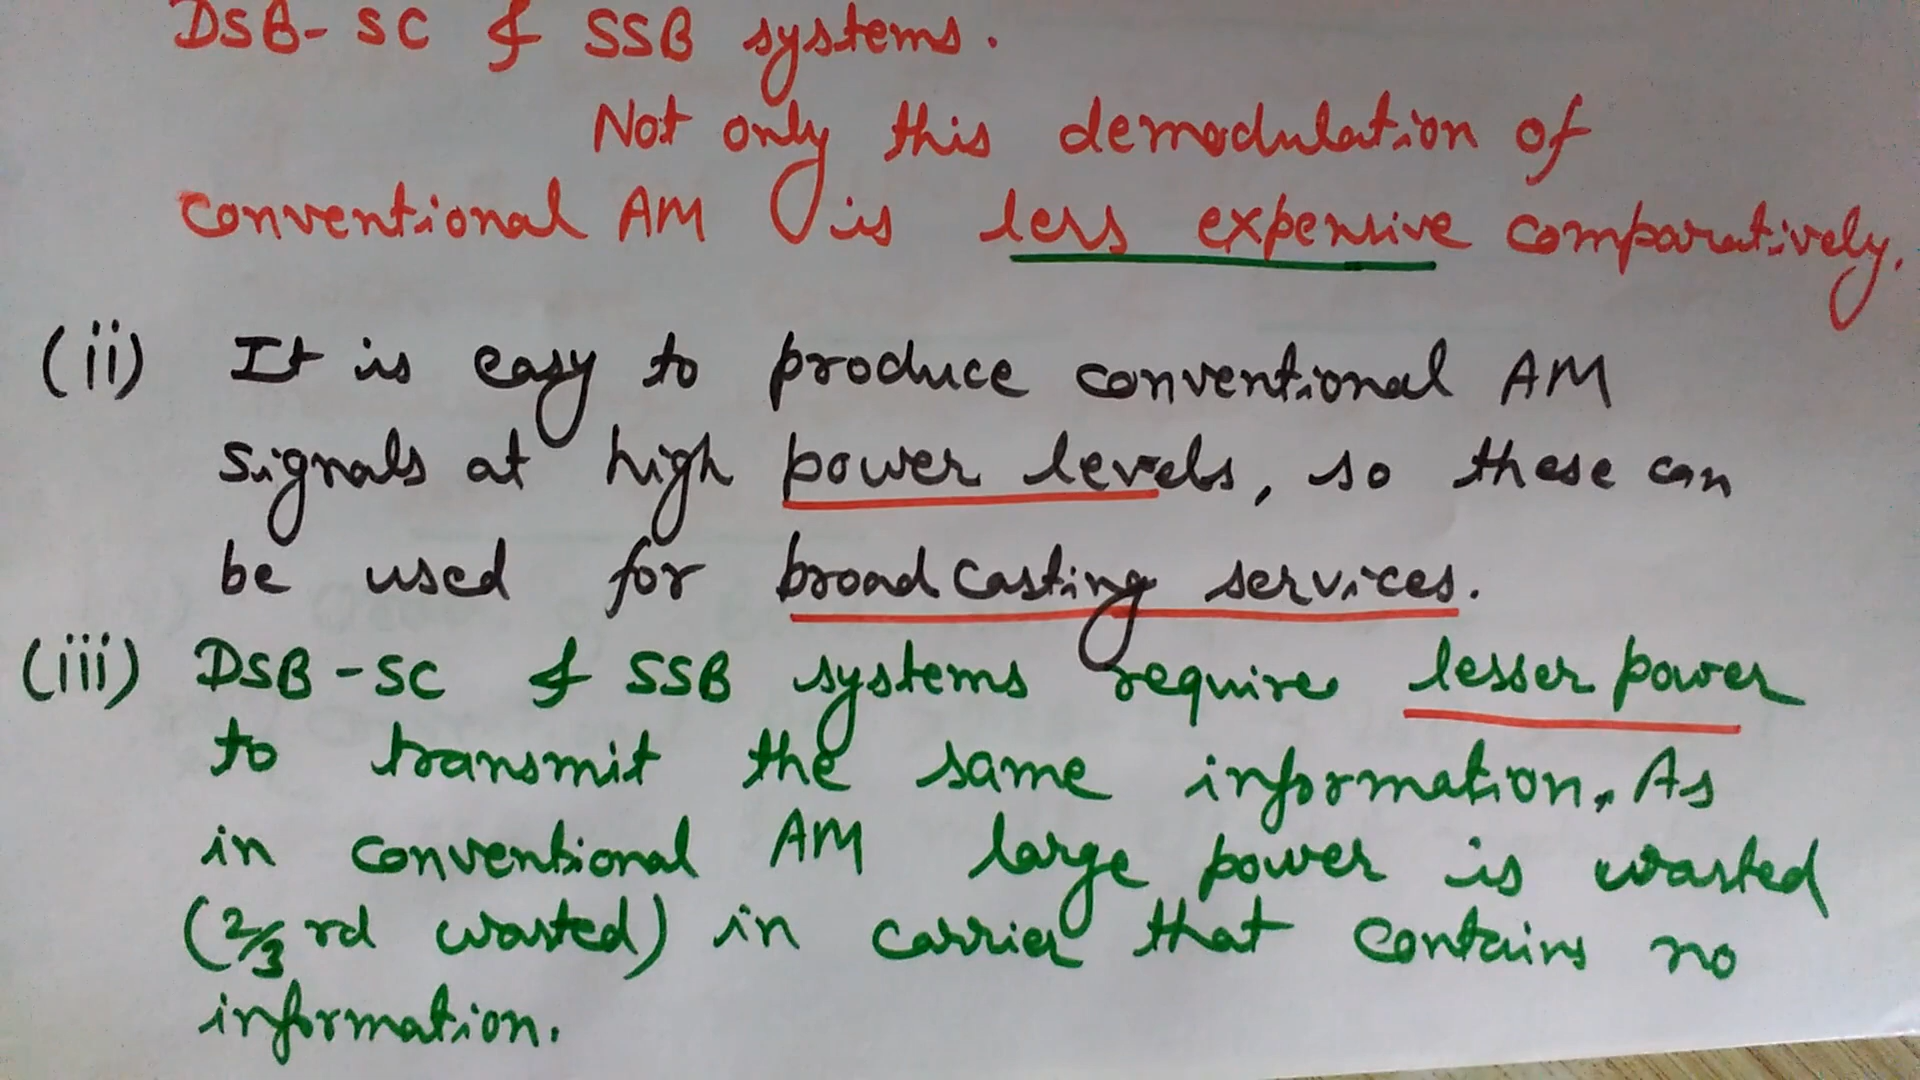 DSB-SC & SSB systems.
Not only this demodulation of
conventional AM is less expensive comparatively.
(ii) It is easy to produce conventional AM
signals at high power levels, so these can
be used for broadcasting services.
(iii) DSB-SC & SSB systems require lesser power
to transmit the same information. As
in conventional AM large power is wasted
(2/3 rd wasted) in carrier that contains no
information.